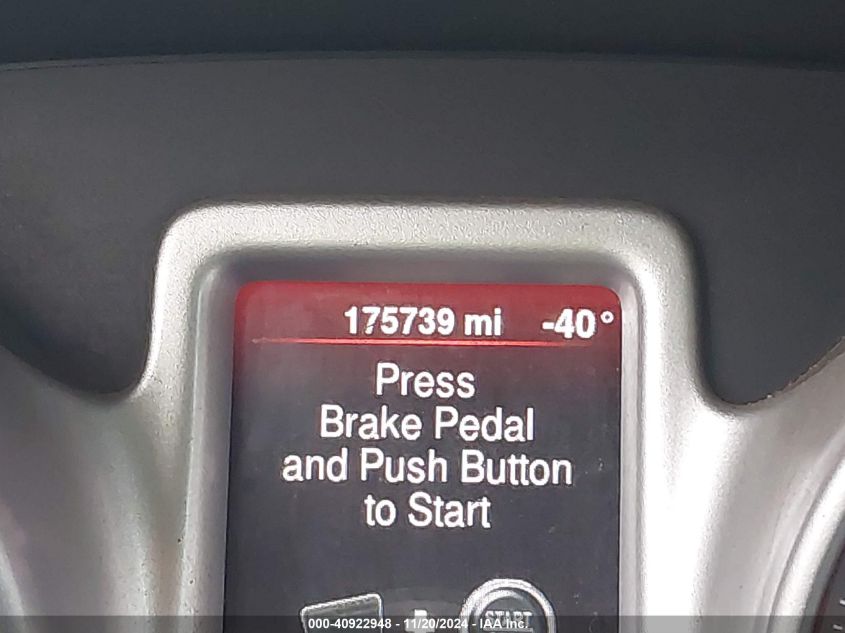 175739 mi -40°
Press
Brake Pedal
and Push Button
to Start
START
000-40922948 - 11/20/2024 - IAA Inc.